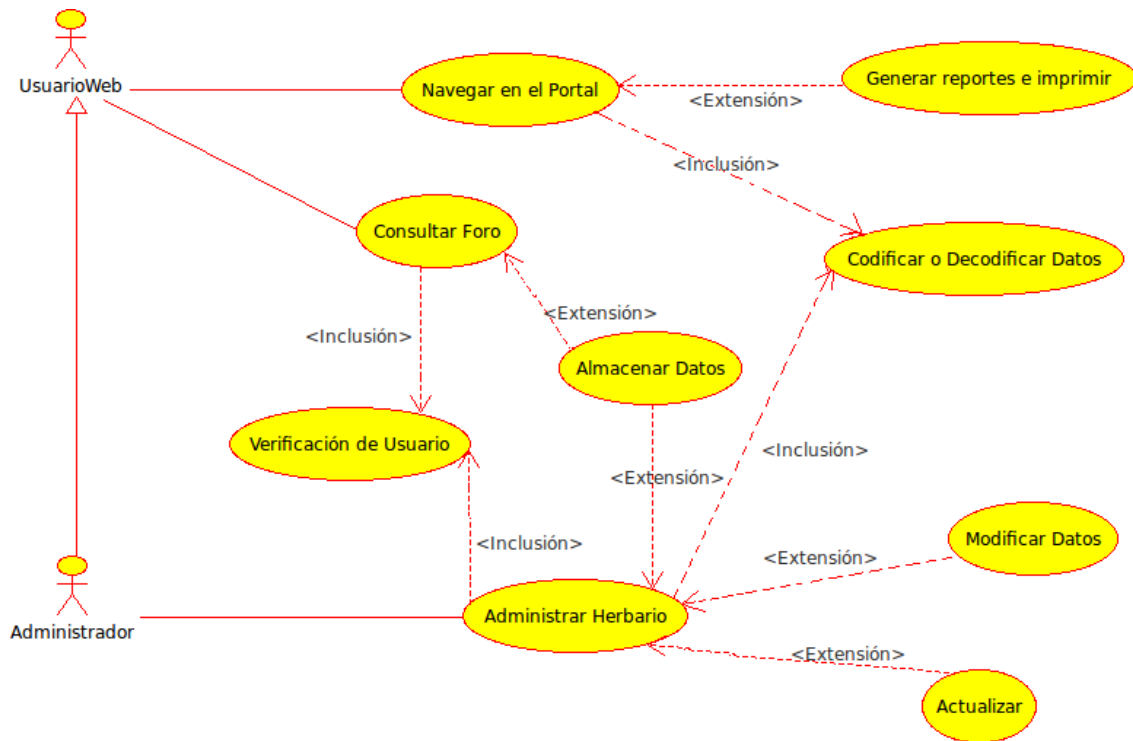 UsuarioWeb
Navegar en el Portal
Generar reportes e imprimir
<Extensión>
<Inclusión>
Consultar Foro
Codificar o Decodificar Datos
<Extensión>
<Inclusión>
Almacenar Datos
Verificación de Usuario
<Inclusión>
<Extensión>
Modificar Datos
<Inclusión>
<Extensión>
Administrar Herbario
Administrador
<Extensión>
Actualizar